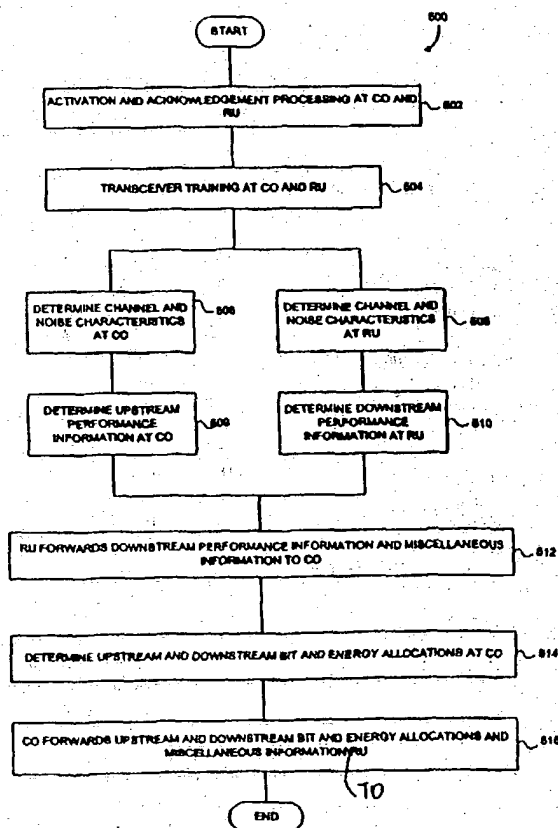 START
600
ACTIVATION AND ACKNOWLEDGEMENT PROCESSING AT CO AND
RU
602
TRANSCEIVER TRAINING AT CO AND RU
604
DETERMINE CHANNEL AND
NOISE CHARACTERISTICS
AT CO
606
DETERMINE CHANNEL AND
NOISE CHARACTERISTICS
AT RU
608
DETERMINE UPSTREAM
PERFORMANCE
INFORMATION AT CO
609
DETERMINE DOWNSTREAM
PERFORMANCE
INFORMATION AT RU
610
RU FORWARDS DOWNSTREAM PERFORMANCE INFORMATION AND MISCELLANEOUS
INFORMATION TO CO
612
DETERMINE UPSTREAM AND DOWNSTREAM BIT AND ENERGY ALLOCATIONS AT CO
614
CO FORWARDS UPSTREAM AND DOWNSTREAM BIT AND ENERGY ALLOCATIONS AND
MISCELLANEOUS INFORMATION RU
616
TO
END